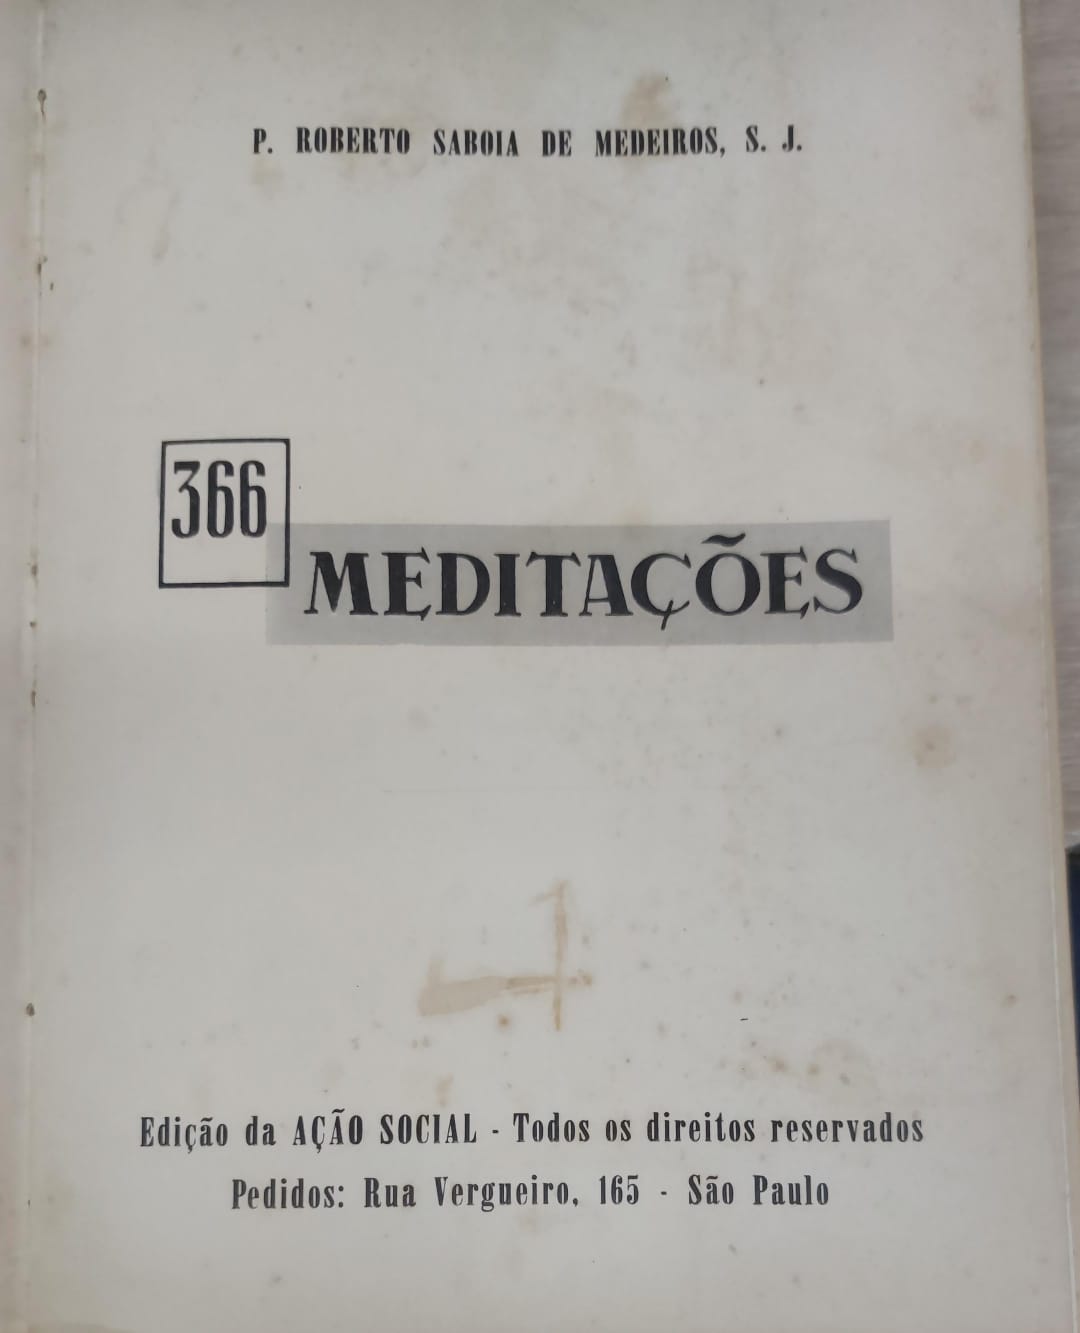 P. ROBERTO SABOIA DE MEDEIROS, S. J.
366
MEDITAÇÕES
Edição da AÇÃO SOCIAL - Todos os direitos reservados
Pedidos: Rua Vergueiro, 165 - São Paulo